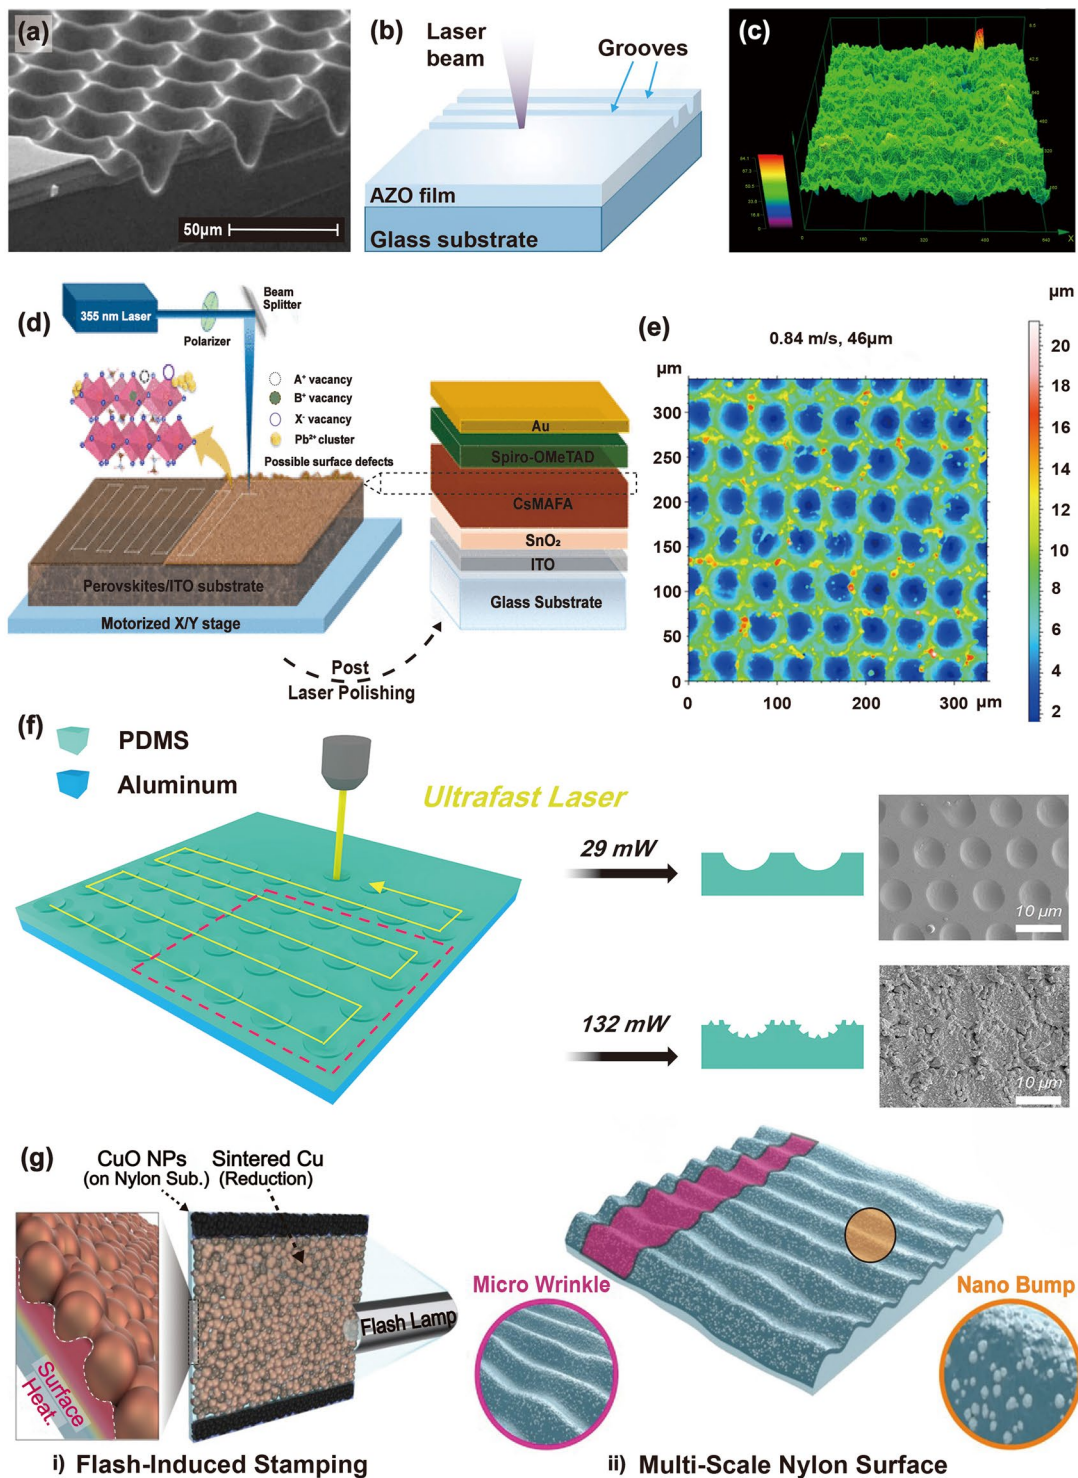 (a)
50μm
(b)
Laser
beam
Grooves
AZO film
Glass substrate
(c)
X
(d)
355 nm Laser
Polarizer
Beam
Splitter
A⁺ vacancy
B⁺ vacancy
X⁻ vacancy
Pb²⁺ cluster
Possible surface defects
Perovskites/ITO substrate
Motorized X/Y stage
Post
Laser Polishing
Au
Spiro-OMeTAD
CsMAFA
SnO₂
ITO
Glass Substrate
(e)
0.84 m/s, 46μm
μm
μm
300
250
200
150
100
50
0
0
100
200
300
μm
20
18
16
14
12
10
8
6
4
2
(f)
PDMS
Aluminum
Ultrafast Laser
29 mW
10 μm
132 mW
10 μm
(g)
CuO NPs
(on Nylon Sub.)
Sintered Cu
(Reduction)
Surface
Heat.
Flash Lamp
Micro Wrinkle
Nano Bump
i) Flash-Induced Stamping
ii) Multi-Scale Nylon Surface